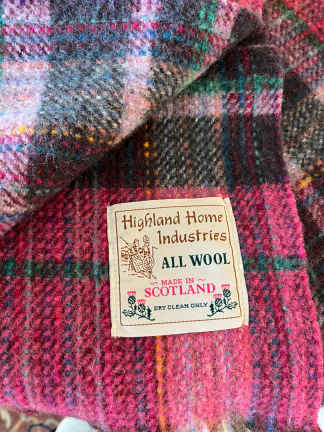 Highland Home
Industries
ALL WOOL
~ MADE IN ~
SCOTLAND
DRY CLEAN ONLY